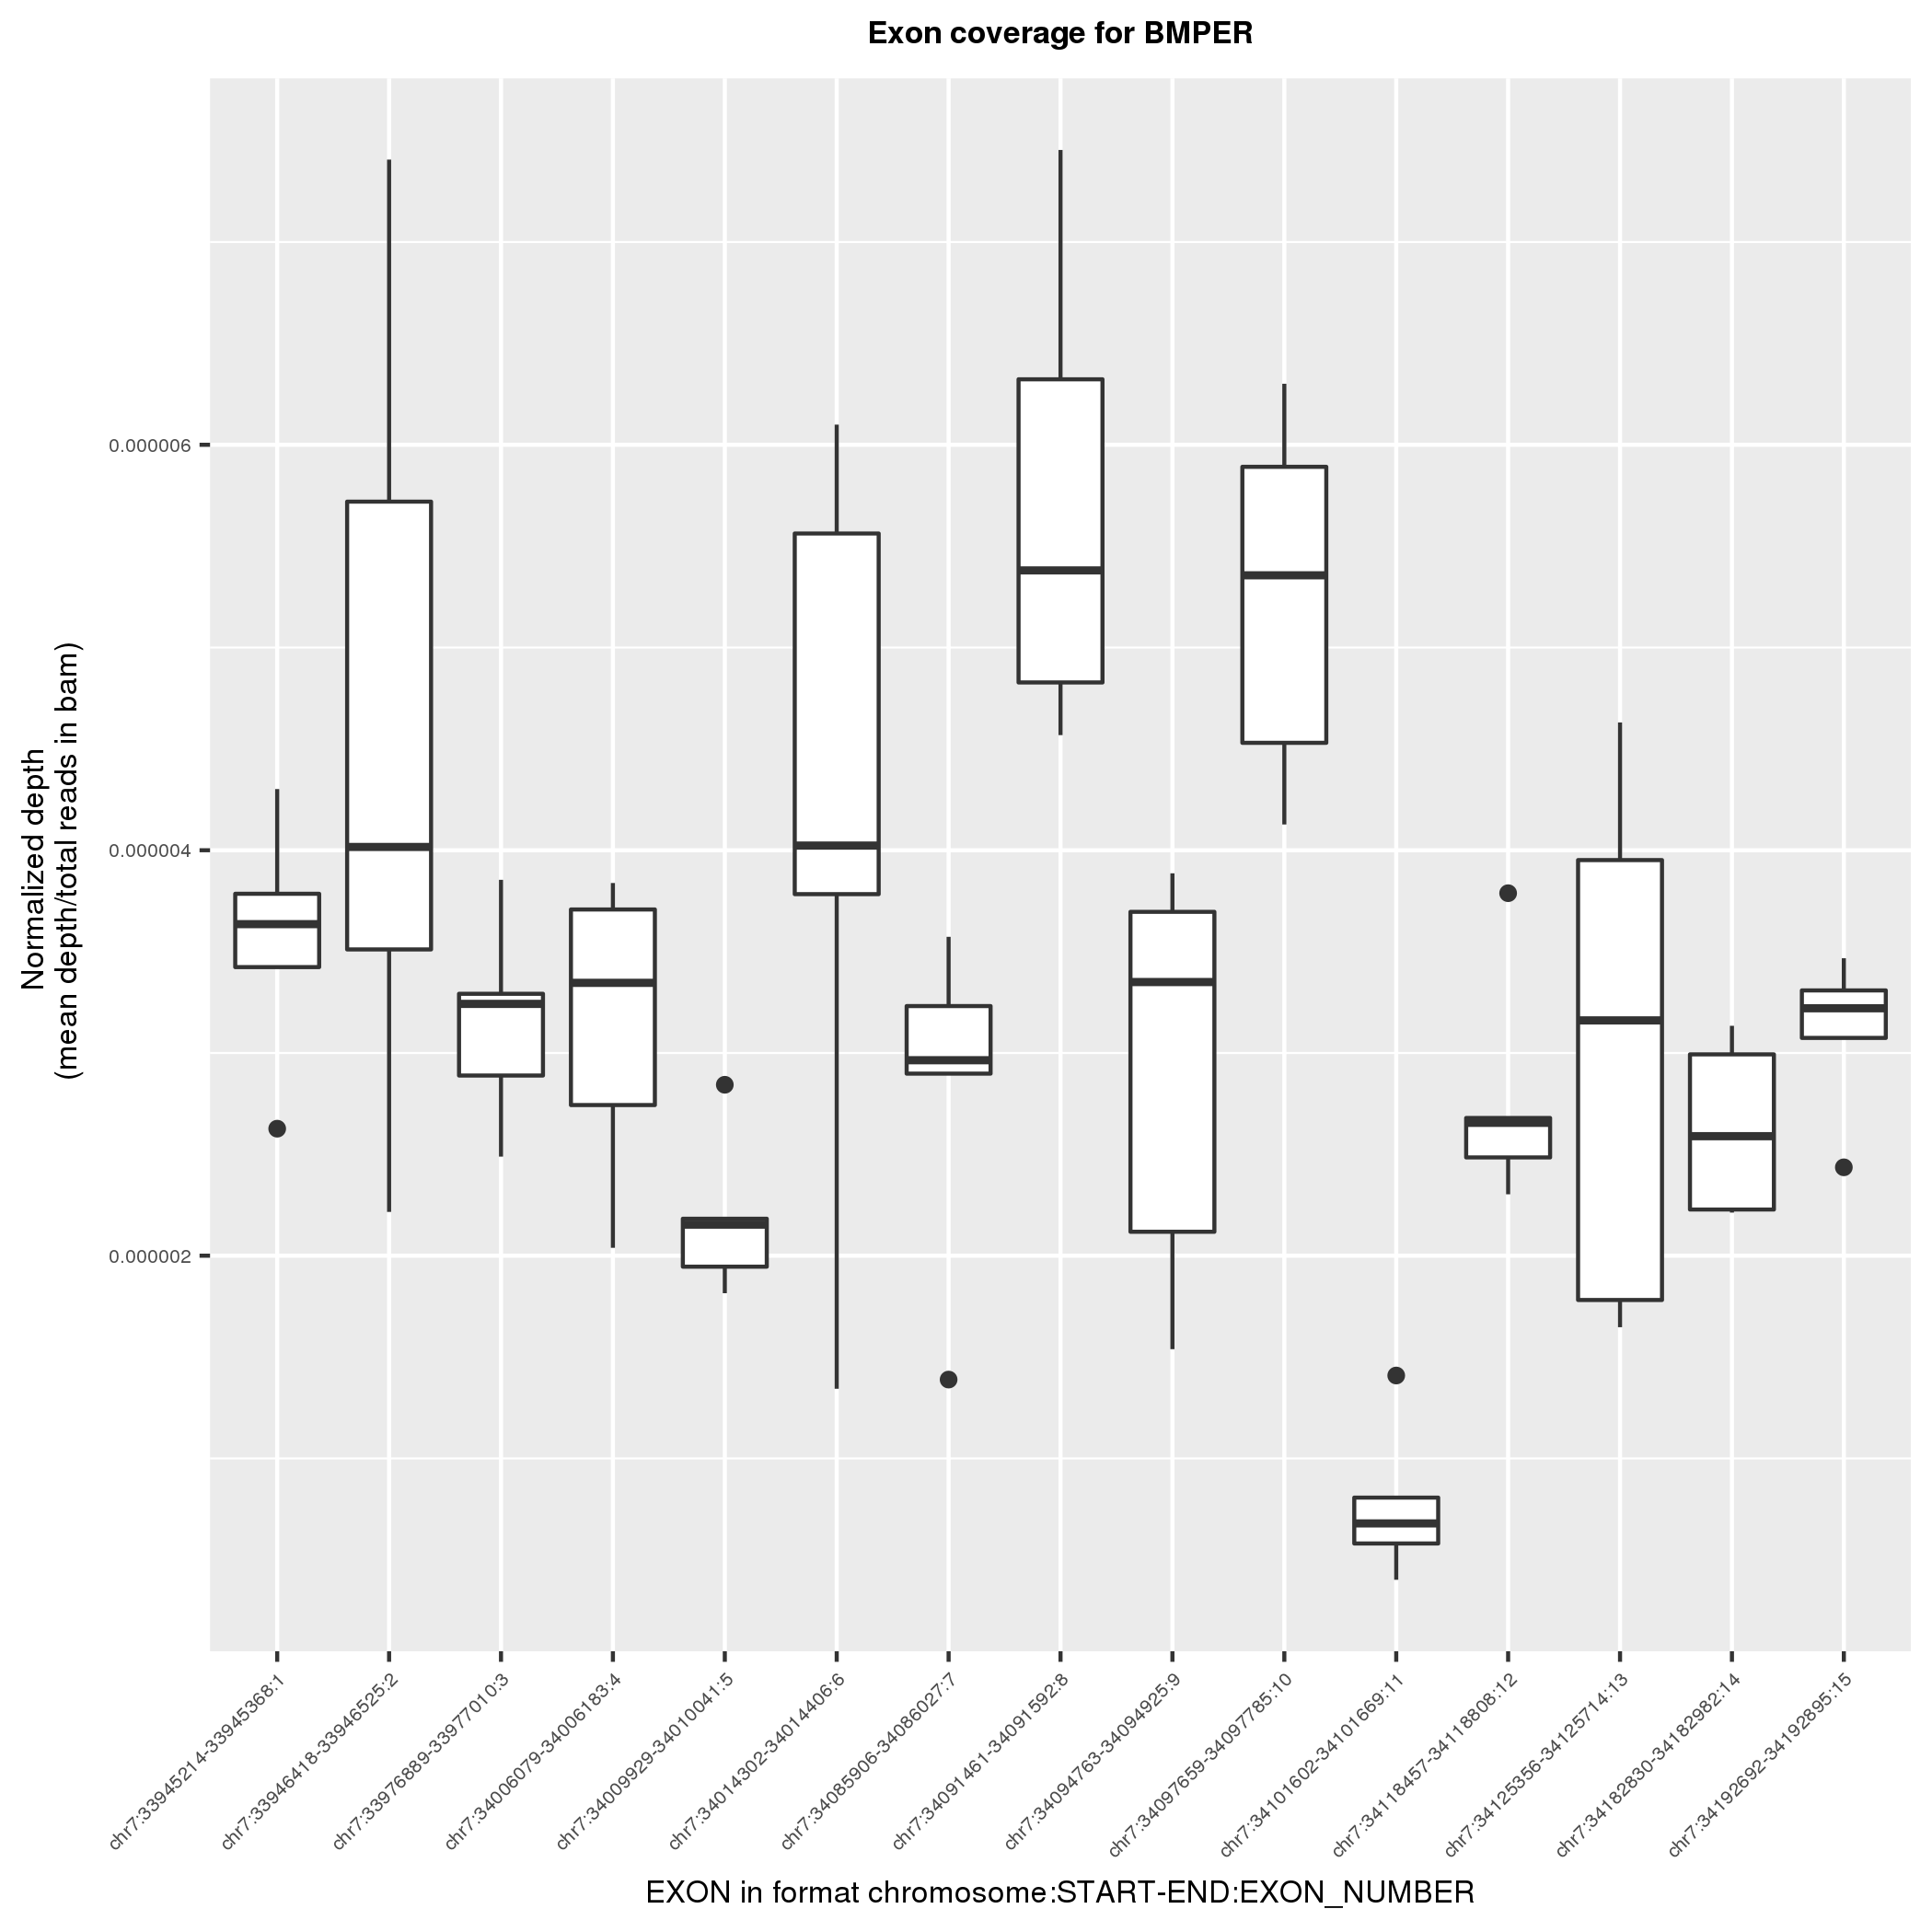 Exon coverage for BMPER
Normalized depth
(mean depth/total reads in bam)
0.000006
0.000004
0.000002
chr7:33944521-33945368:1
chr7:33946418-33946525:2
chr7:33976889-33977010:3
chr7:34006079-34006183:4
chr7:34009929-34010041:5
chr7:34014302-34014406:6
chr7:34085906-34086027:7
chr7:34091461-34091592:8
chr7:34094763-34094925:9
chr7:34097659-34097785:10
chr7:34101602-34101669:11
chr7:34118457-34118808:12
chr7:34125356-34125714:13
chr7:34182830-34182982:14
chr7:34192692-34192895:15
EXON in format chromosome:START-END:EXON_NUMBER